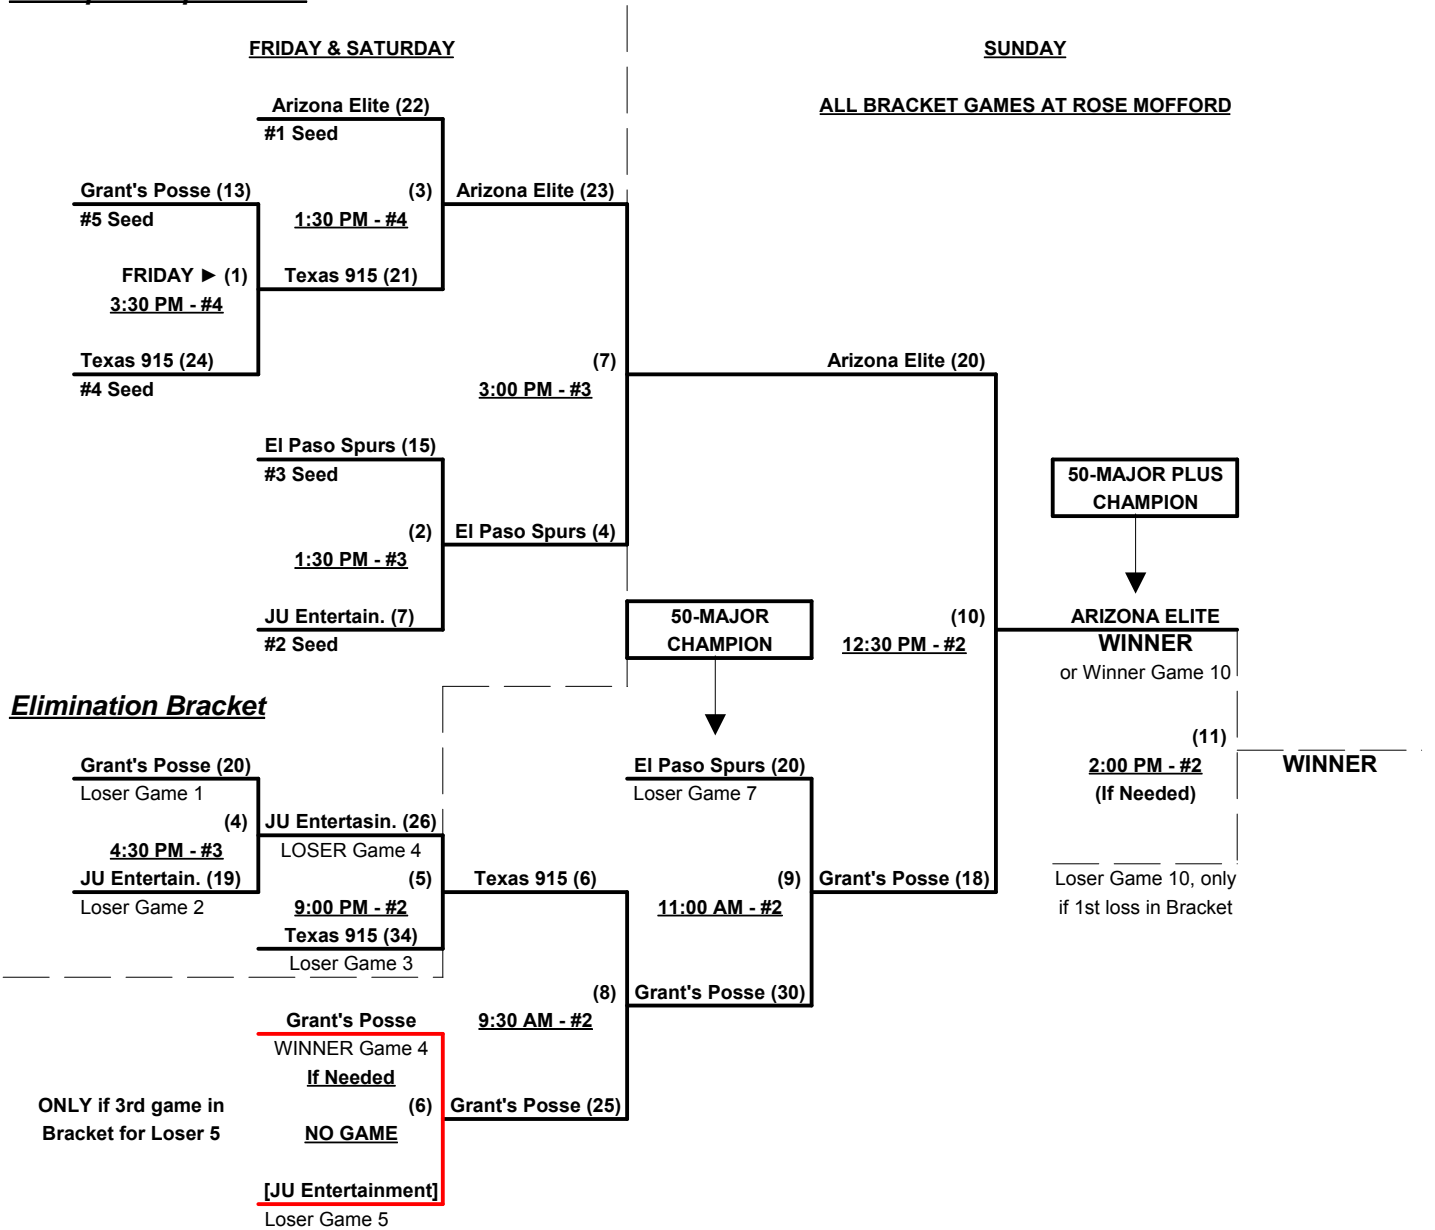 FRIDAY & SATURDAY
SUNDAY
Arizona Elite (22)
ALL BRACKET GAMES AT ROSE MOFFORD
#1 Seed
Grant's Posse (13)
(3)
Arizona Elite (23)
#5 Seed
1:30 PM - #4
FRIDAY ► (1)
Texas 915 (21)
3:30 PM - #4
Texas 915 (24)
(7)
Arizona Elite (20)
#4 Seed
3:00 PM - #3
El Paso Spurs (15)
#3 Seed
50-MAJOR PLUS
CHAMPION
(2)
El Paso Spurs (4)
1:30 PM - #3
JU Entertain. (7)
50-MAJOR
CHAMPION
(10)
ARIZONA ELITE
#2 Seed
12:30 PM - #2
WINNER
or Winner Game 10
Elimination Bracket
(11)
Grant's Posse (20)
El Paso Spurs (20)
2:00 PM - #2
WINNER
Loser Game 1
Loser Game 7
(If Needed)
(4)
JU Entertasin. (26)
4:30 PM - #3
LOSER Game 4
JU Entertain. (19)
(5)
Texas 915 (6)
(9)
Grant's Posse (18)
Loser Game 10, only
Loser Game 2
9:00 PM - #2
11:00 AM - #2
if 1st loss in Bracket
Texas 915 (34)
Loser Game 3
(8)
Grant's Posse (30)
Grant's Posse
9:30 AM - #2
WINNER Game 4
If Needed
ONLY if 3rd game in
(6)
Grant's Posse (25)
Bracket for Loser 5
NO GAME
[JU Entertainment]
Loser Game 5